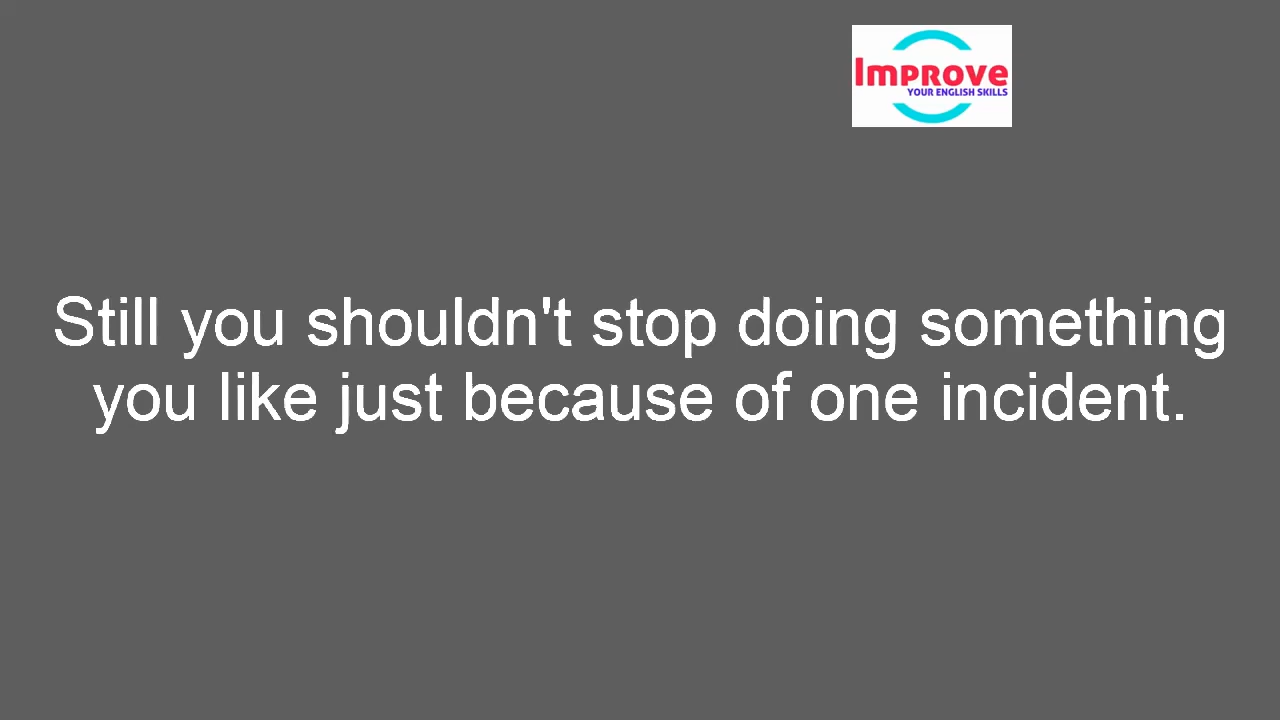 Improve
YOUR ENGLISH SKILLS
Still you shouldn't stop doing something
you like just because of one incident.